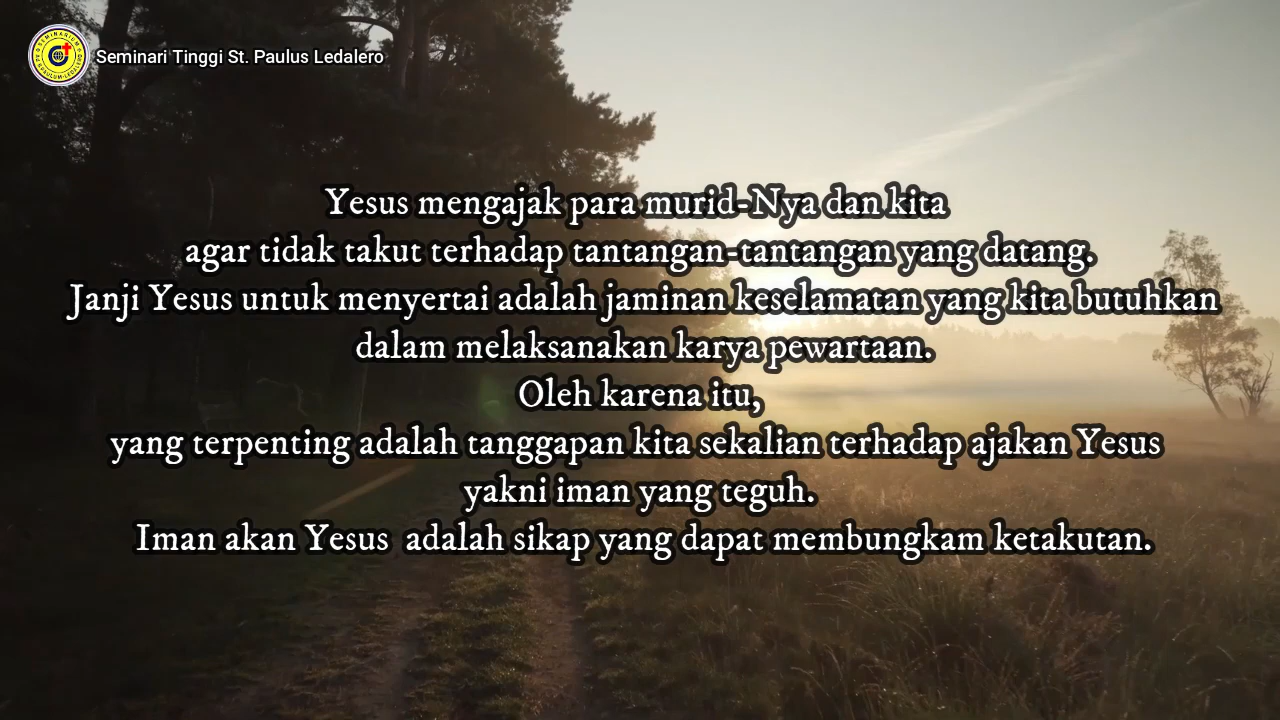 Seminari Tinggi St. Paulus Ledalero
Yesus mengajak para murid-Nya dan kita
agar tidak takut terhadap tantangan-tantangan yang datang.
Janji Yesus untuk menyertai adalah jaminan keselamatan yang kita butuhkan
dalam melaksanakan karya pewartaan.
Oleh karena itu,
yang terpenting adalah tanggapan kita sekalian terhadap ajakan Yesus
yakni iman yang teguh.
Iman akan Yesus  adalah sikap yang dapat membungkam ketakutan.